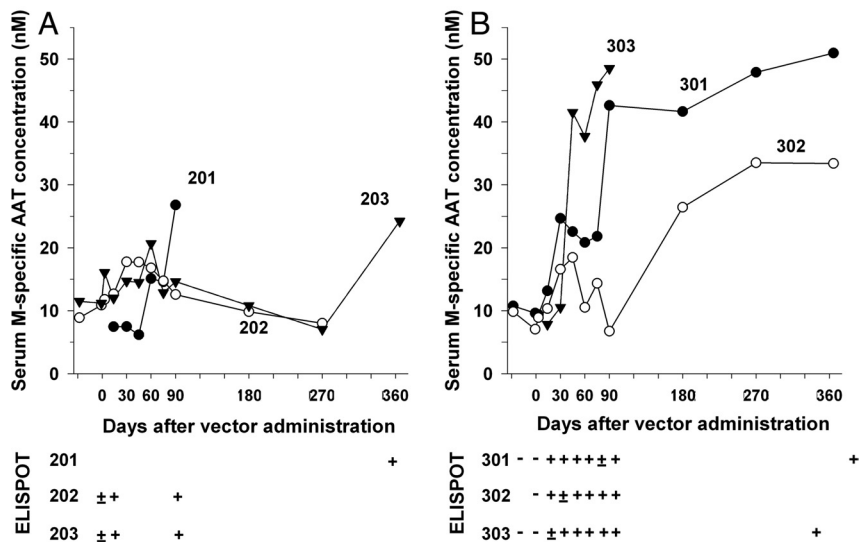 A
Serum M-specific AAT concentration (nM)
50
40
30
20
10
0
201
203
202
0 30 60 90 180 270 360
Days after vector administration
ELISPOT
201 +
202 ± + +
203 ± + +
B
Serum M-specific AAT concentration (nM)
50
40
30
20
10
0
303
301
302
0 30 60 90 180 270 360
Days after vector administration
ELISPOT
301 - - + + + + ± + +
302 - + ± + + + +
303 - - ± + + + + + +